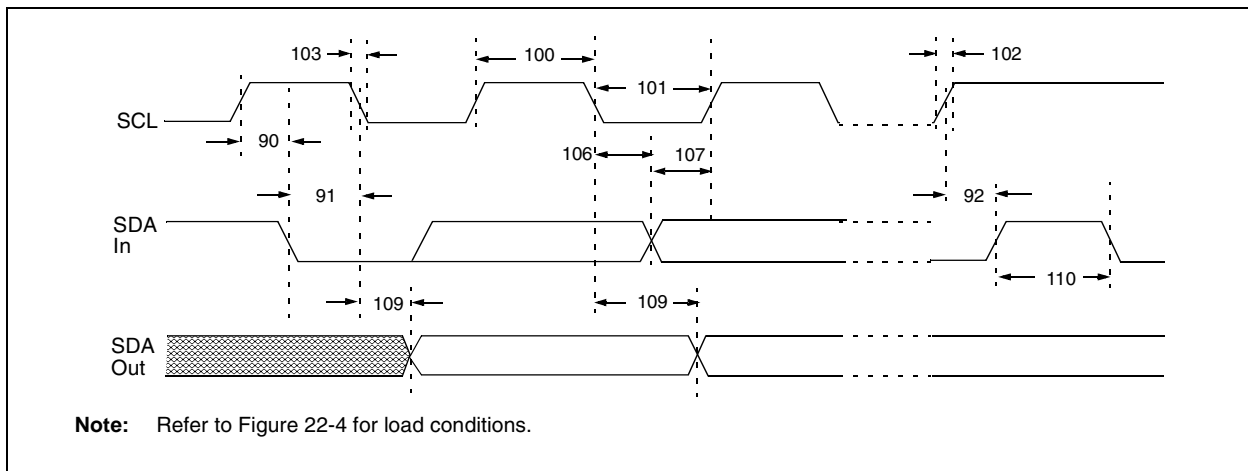 103
100
102
101
SCL
90
106
107
91
92
SDA
In
110
109
109
SDA
Out
Note: Refer to Figure 22-4 for load conditions.